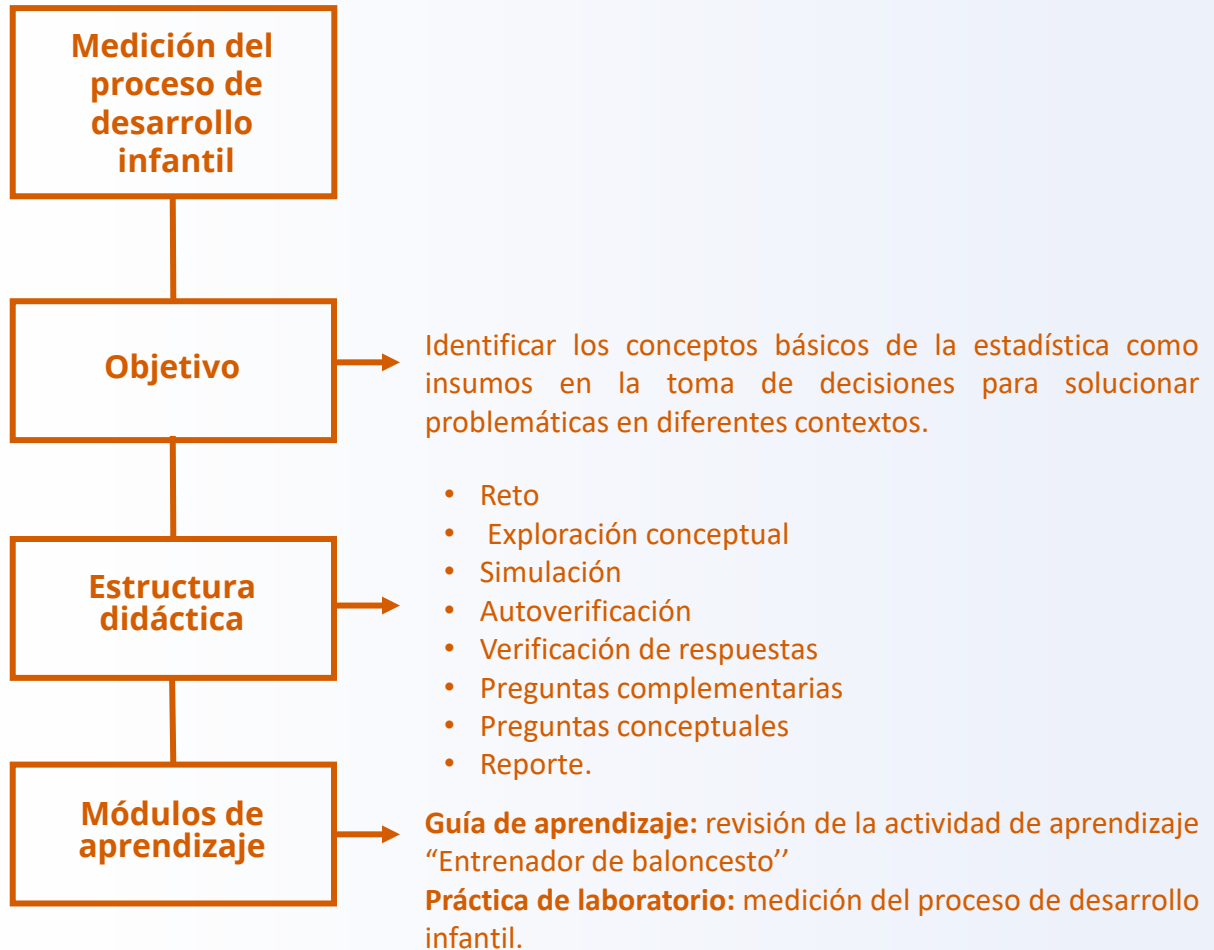 Medición del
proceso de
desarrollo
infantil
Objetivo
Identificar los conceptos básicos de la estadística como
insumos en la toma de decisiones para solucionar
problemáticas en diferentes contextos.
Estructura
didáctica
• Reto
• Exploración conceptual
• Simulación
• Autoverificación
• Verificación de respuestas
• Preguntas complementarias
• Preguntas conceptuales
• Reporte.
Módulos de
aprendizaje
Guía de aprendizaje: revisión de la actividad de aprendizaje
“Entrenador de baloncesto’’
Práctica de laboratorio: medición del proceso de desarrollo
infantil.